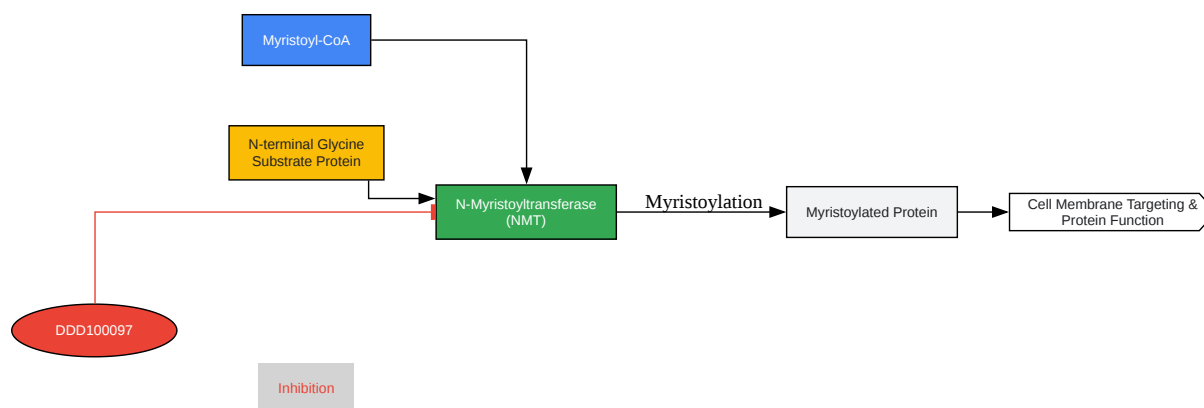 Myristoyl-CoA
N-terminal Glycine
Substrate Protein
N-Myristoyltransferase
(NMT)
Myristoylation
Myristoylated Protein
Cell Membrane Targeting &
Protein Function
DDD100097
Inhibition